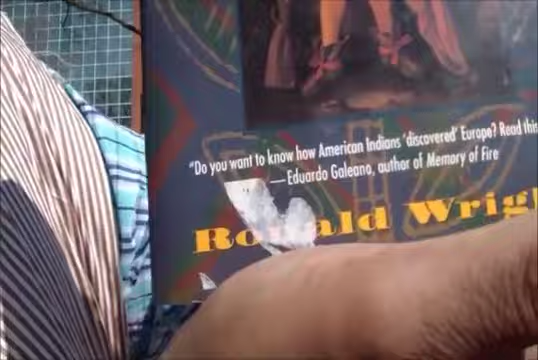 "Do you want to know how American Indians 'discovered' Europe? Read this
—Eduardo Galeano, author of Memory of Fire
Ronald Wrigh